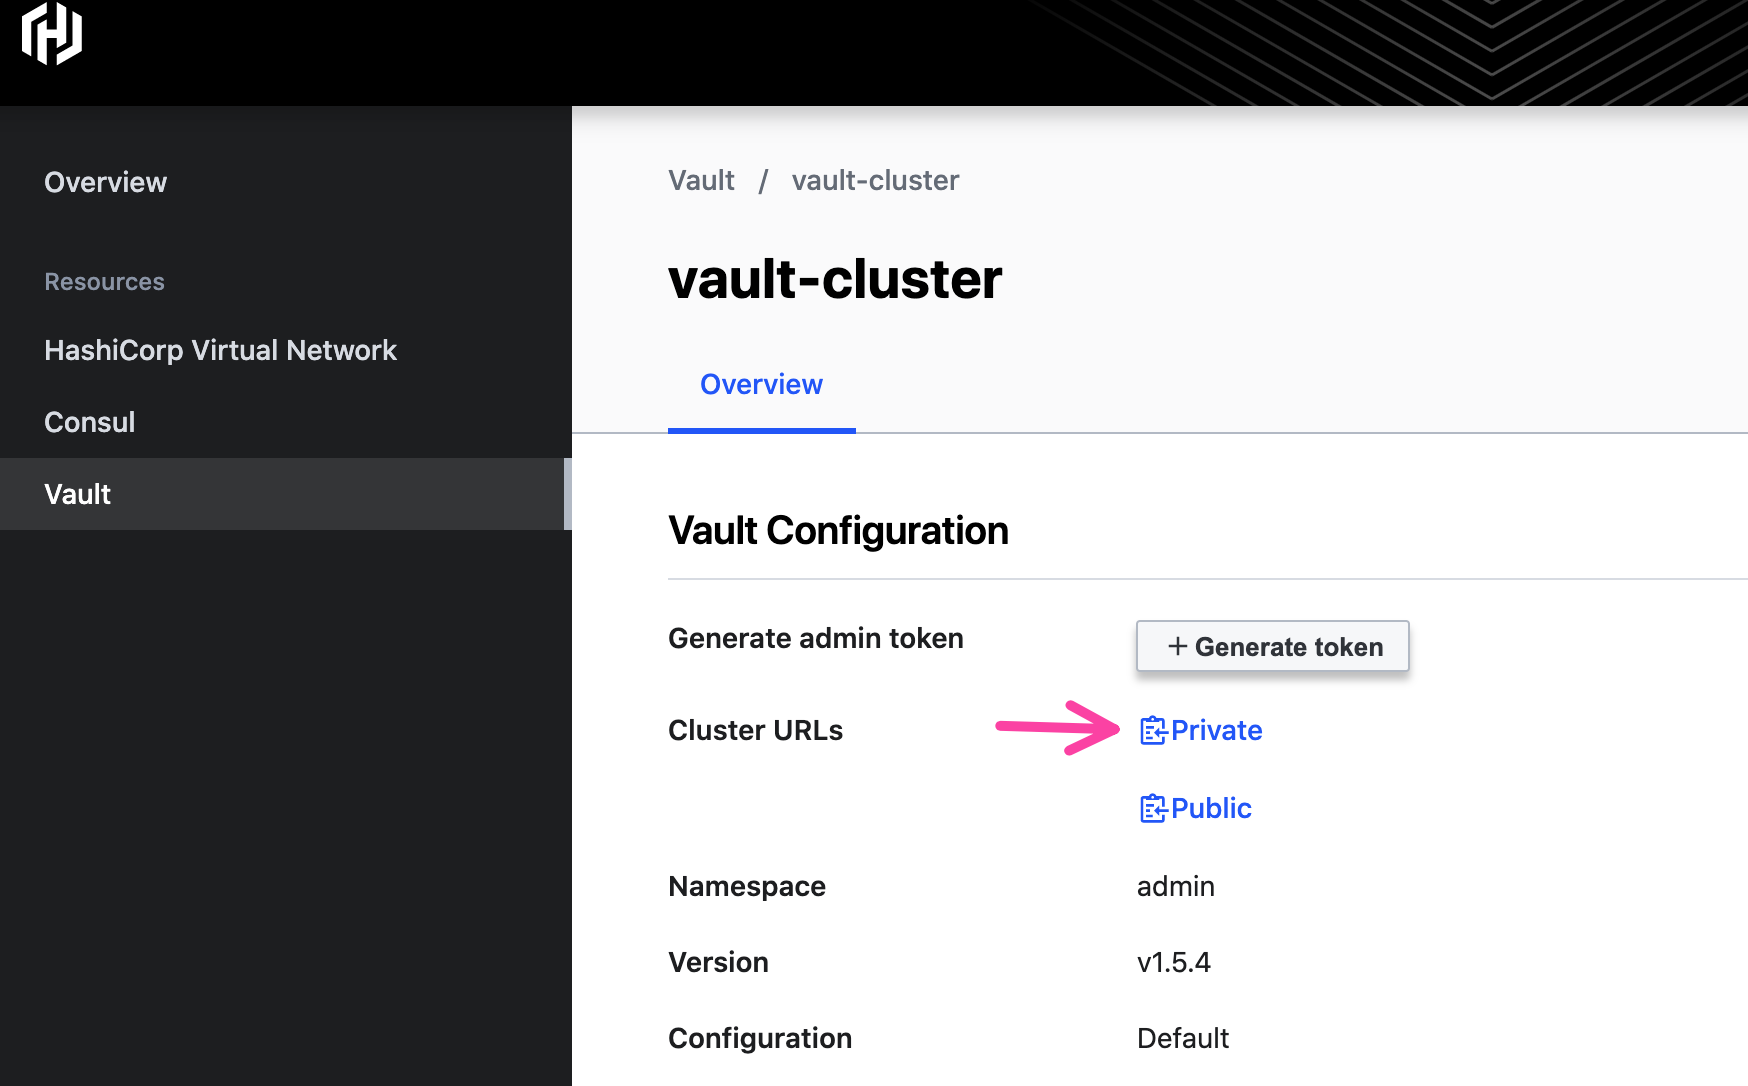 Overview
Resources
HashiCorp Virtual Network
Consul
Vault
Vault / vault-cluster
vault-cluster
Overview
Vault Configuration
Generate admin token
+ Generate token
Cluster URLs
Private
Public
Namespace
admin
Version
v1.5.4
Configuration
Default